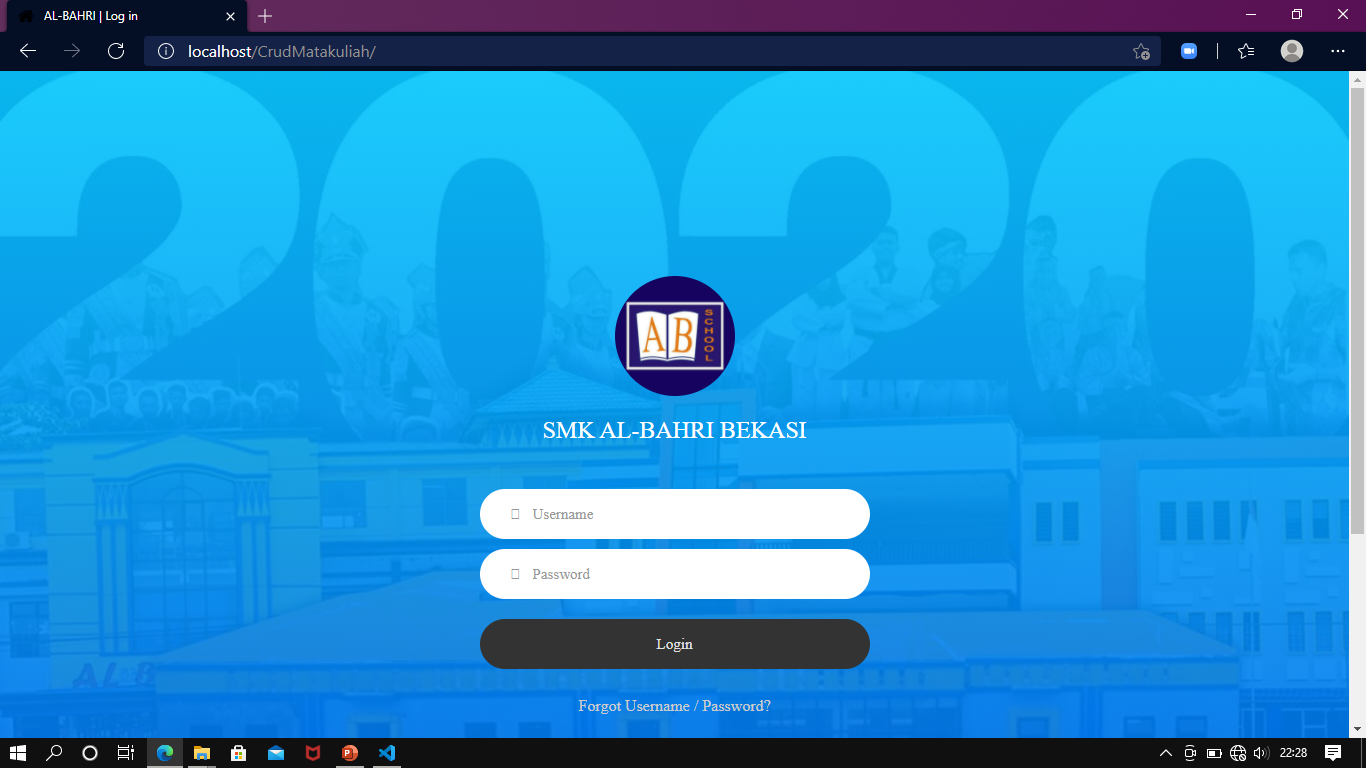 AL-BAHRI | Log in
localhost/CrudMatakuliah/
2020
AB
SCHOOL
SMK AL-BAHRI BEKASI
Username
Password
Login
Forgot Username / Password?
AL-B
22:28